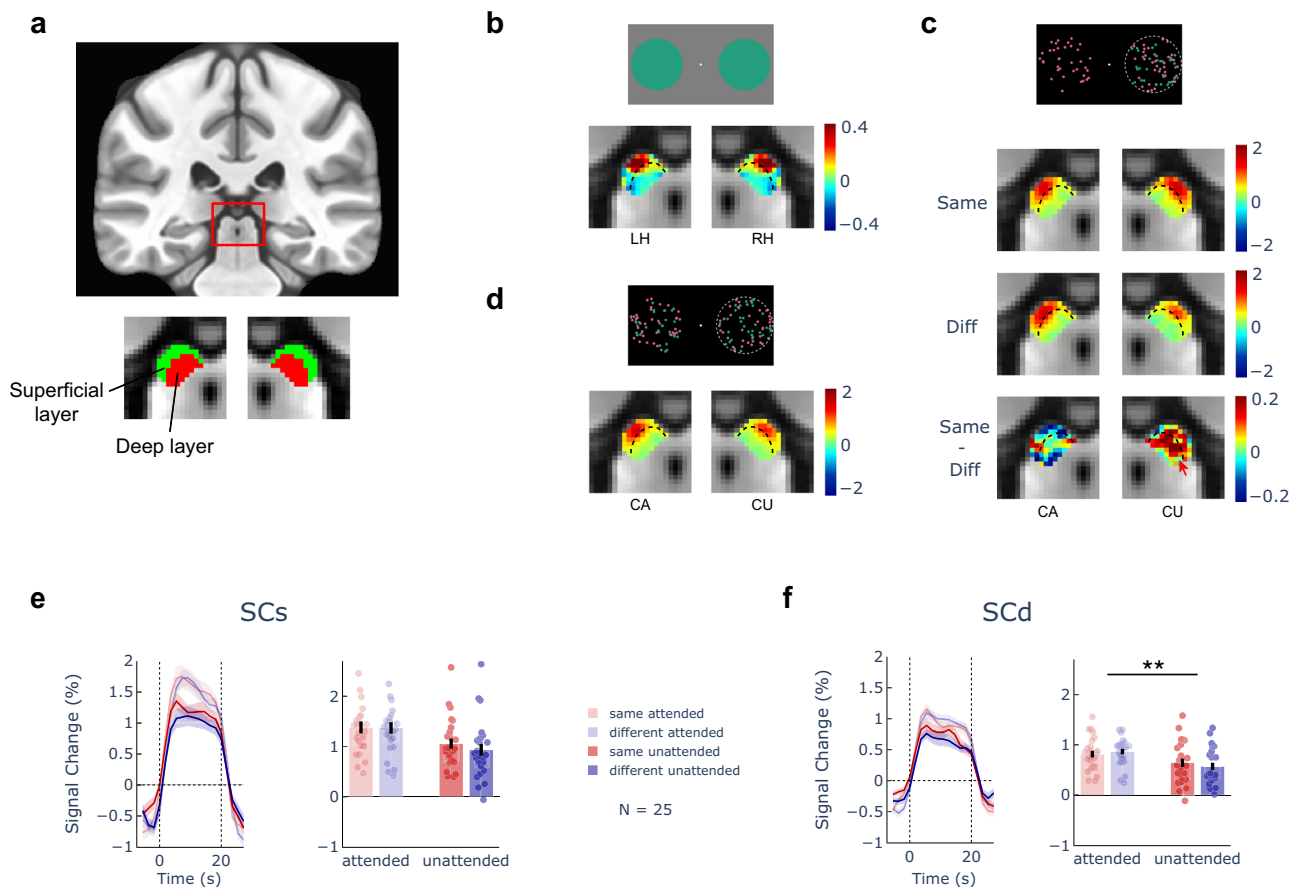 a
Superficial
layer
Deep layer
b
0.4
0
−0.4
LH
RH
c
Same
2
0
−2
Diff
2
0
−2
Same
-
Diff
0.2
0
−0.2
CA
CU
d
2
0
−2
CA
CU
e
SCs
Signal Change (%)
2
1.5
1
0.5
0
−0.5
−1
0
20
Time (s)
2
1
0
−1
attended
unattended
same attended
different attended
same unattended
different unattended
N = 25
f
SCd
Signal Change (%)
2
1.5
1
0.5
0
−0.5
−1
0
20
Time (s)
**
2
1
0
−1
attended
unattended